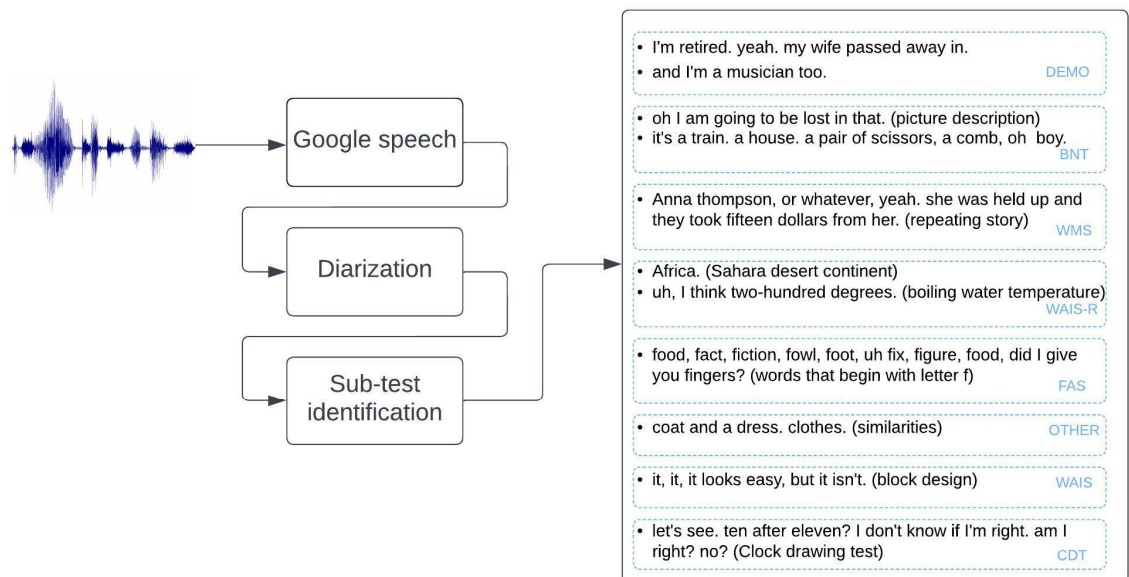 Google speech
Diarization
Sub-test
identification
• I'm retired. yeah. my wife passed away in.
• and I'm a musician too.
DEMO
• oh I am going to be lost in that. (picture description)
• it's a train. a house. a pair of scissors, a comb, oh boy.
BNT
• Anna thompson, or whatever, yeah. she was held up and
they took fifteen dollars from her. (repeating story)
WMS
• Africa. (Sahara desert continent)
• uh, I think two-hundred degrees. (boiling water temperature)
WAIS-R
• food, fact, fiction, fowl, foot, uh fix, figure, food, did I give
you fingers? (words that begin with letter f)
FAS
• coat and a dress. clothes. (similarities)
OTHER
• it, it, it looks easy, but it isn't. (block design)
WAIS
• let's see. ten after eleven? I don't know if I'm right. am I
right? no? (Clock drawing test)
CDT